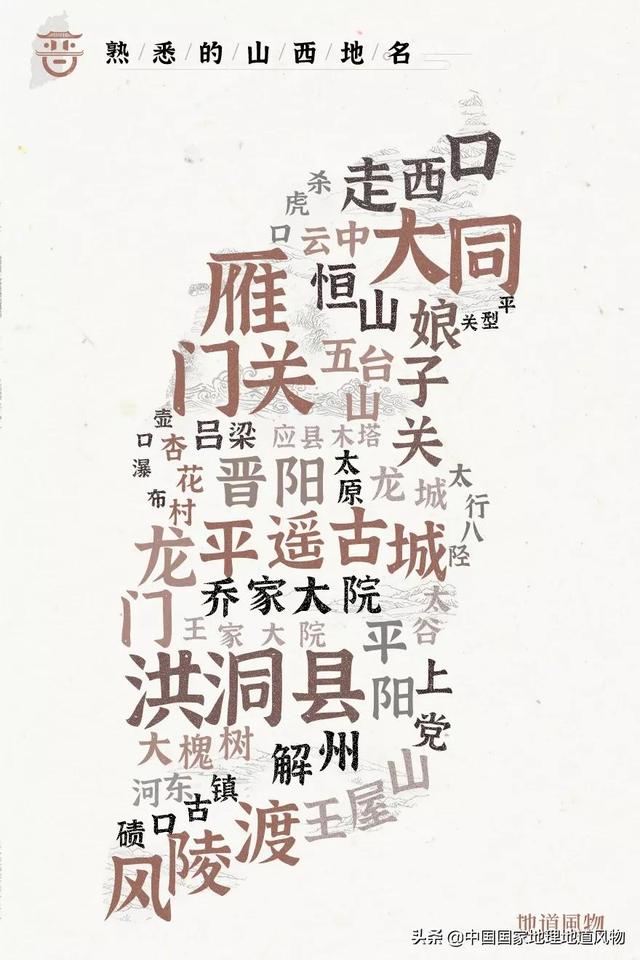 晋
熟/悉/的/山/西/地/名
走西口
杀虎口
云中
大同
雁门关
恒山
娘子关
平型关
五台山
壶口瀑布
杏花村
吕梁
应县木塔
晋阳
太原
龙城
太行八陉
龙门
平遥古城
乔家大院
太谷
王家大院
平阳
洪洞县
上党
大槐树
解州
河东
古镇
碛口
王屋山
风陵渡
地道風物
头条 @中国国家地理地道风物